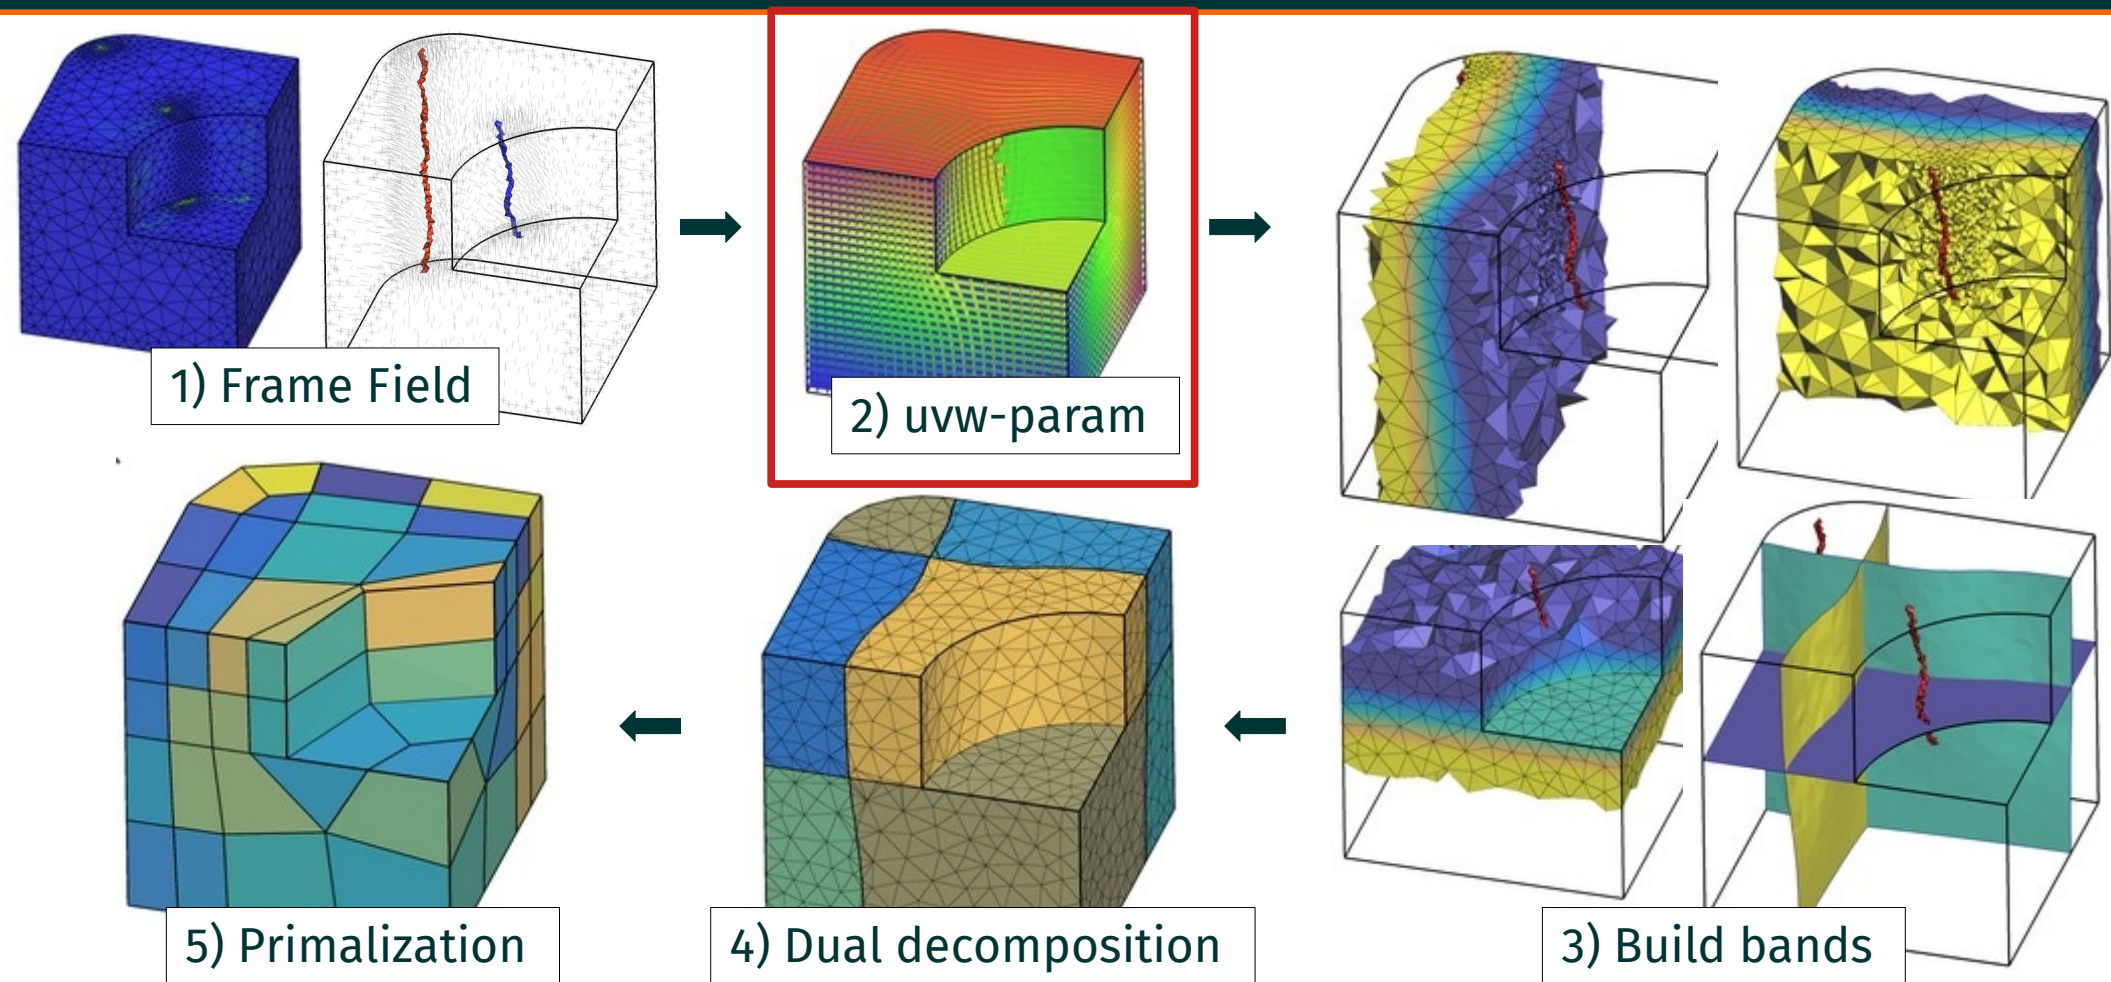 1) Frame Field
2) uvw-param
3) Build bands
4) Dual decomposition
5) Primalization